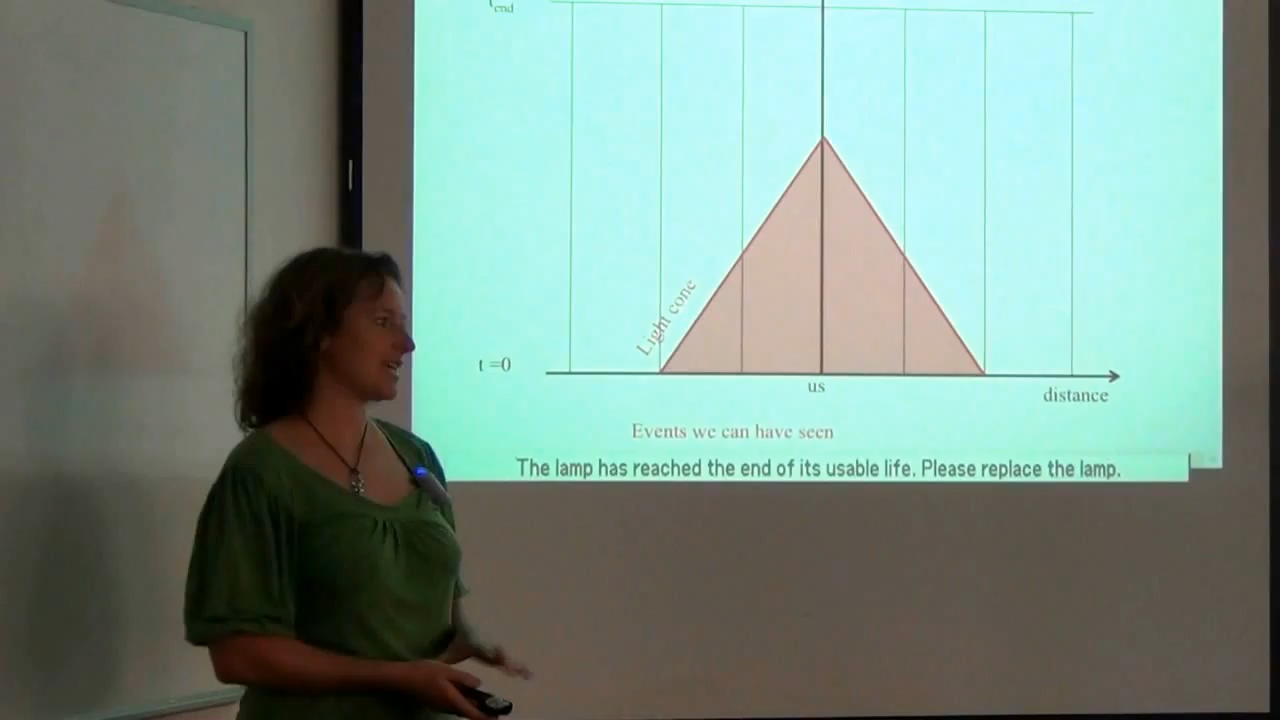 t end
Light cone
t =0
us
distance
Events we can have seen
The lamp has reached the end of its usable life. Please replace the lamp.